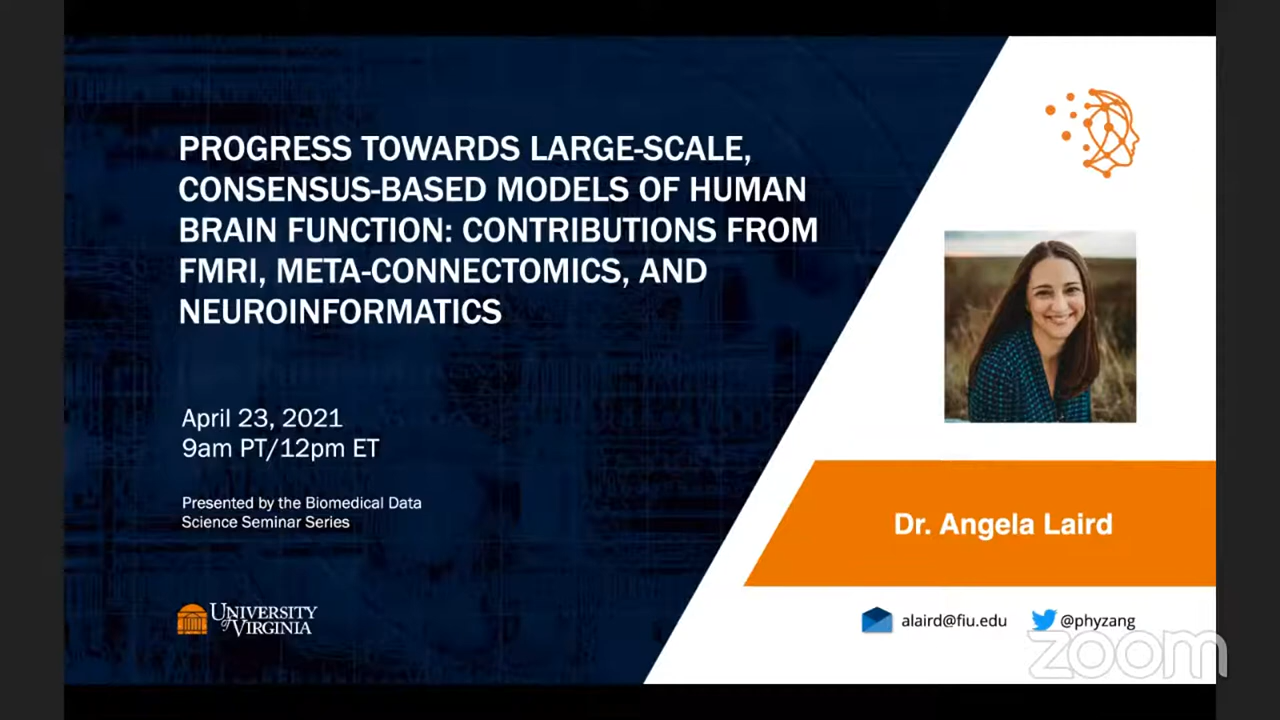 PROGRESS TOWARDS LARGE-SCALE,
CONSENSUS-BASED MODELS OF HUMAN
BRAIN FUNCTION: CONTRIBUTIONS FROM
FMRI, META-CONNECTOMICS, AND
NEUROINFORMATICS
April 23, 2021
9am PT/12pm ET
Presented by the Biomedical Data
Science Seminar Series
UNIVERSITY
of VIRGINIA
Dr. Angela Laird
alaird@fiu.edu @phyzang
zoom